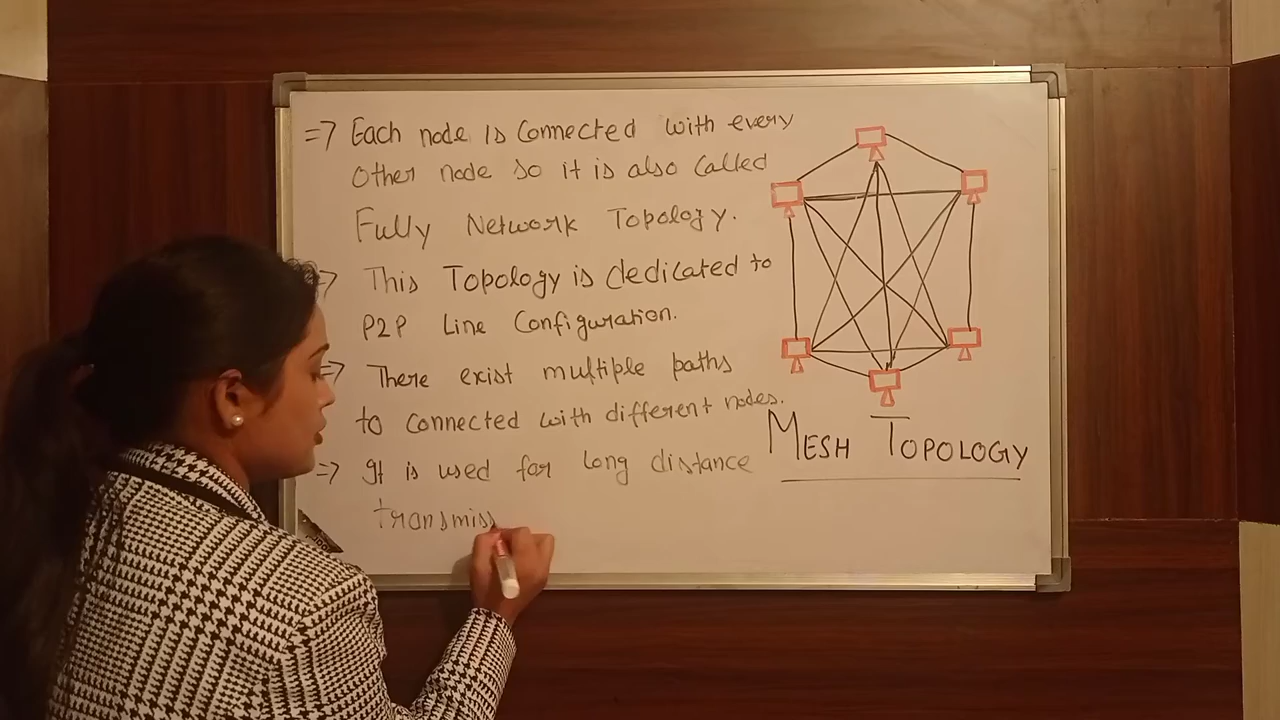 => Each node is Connected with every
Other node so it is also called
Fully Network Topology.
=> This Topology is dedicated to
P2P Line Configuration.
=> There exist multiple paths
to connected with different nodes.
=> It is used for long distance
transmiss
MESH TOPOLOGY